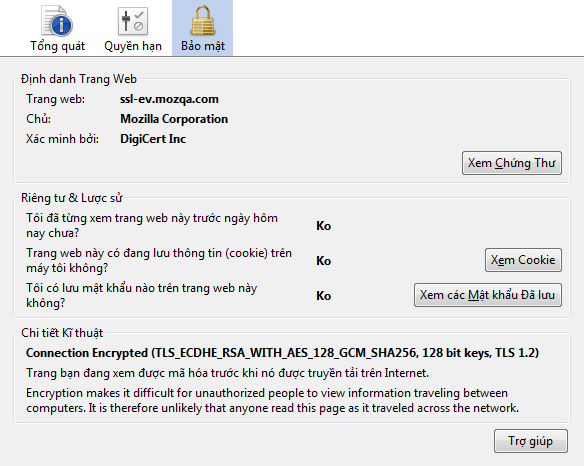 Tổng quát
Quyền hạn
Bảo mật
Định danh Trang Web
Trang web: ssl-ev.mozqa.com
Chủ: Mozilla Corporation
Xác minh bởi: DigiCert Inc
Xem Chứng Thư
Riêng tư & Lược sử
Tôi đã từng xem trang web này trước ngày hôm
nay chưa?
Ko
Trang web này có đang lưu thông tin (cookie) trên
máy tôi không?
Ko
Xem Cookie
Tôi có lưu mật khẩu nào trên trang web này
không?
Ko
Xem các Mật khẩu Đã lưu
Chi tiết Kĩ thuật
Connection Encrypted (TLS_ECDHE_RSA_WITH_AES_128_GCM_SHA256, 128 bit keys, TLS 1.2)
Trang bạn đang xem được mã hóa trước khi nó được truyền tải trên Internet.
Encryption makes it difficult for unauthorized people to view information traveling between
computers. It is therefore unlikely that anyone read this page as it traveled across the network.
Trợ giúp